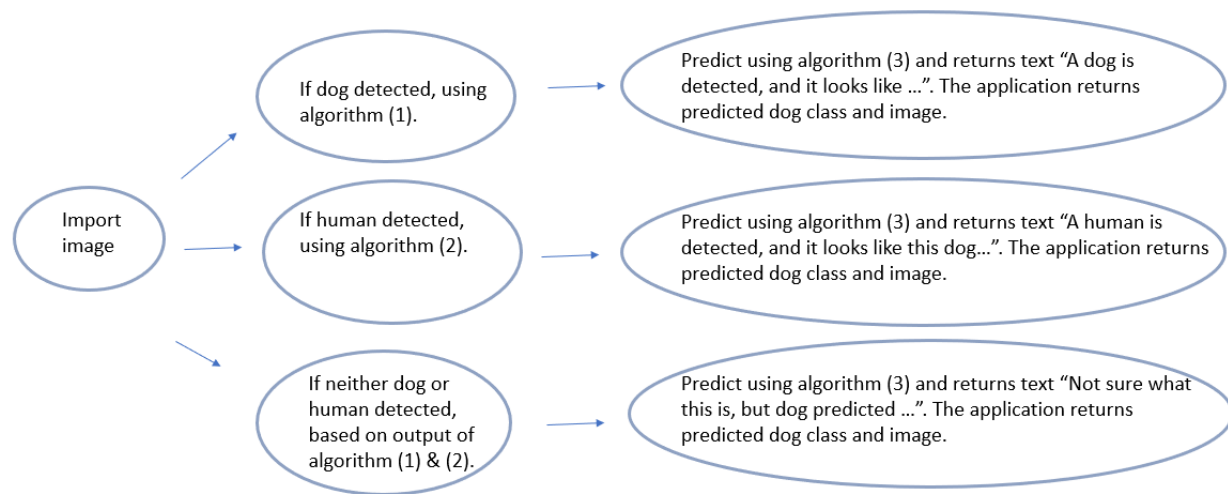 Import
image
If dog detected, using
algorithm (1).
Predict using algorithm (3) and returns text “A dog is
detected, and it looks like …”. The application returns
predicted dog class and image.
If human detected,
using algorithm (2).
Predict using algorithm (3) and returns text “A human is
detected, and it looks like this dog…”. The application returns
predicted dog class and image.
If neither dog or
human detected,
based on output of
algorithm (1) & (2).
Predict using algorithm (3) and returns text “Not sure what
this is, but dog predicted …”. The application returns
predicted dog class and image.